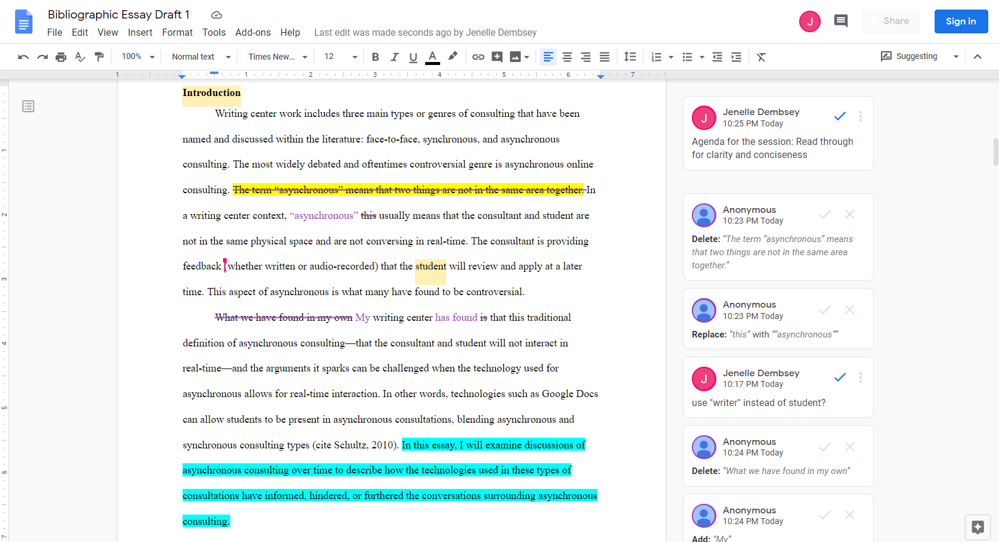 Bibliographic Essay Draft 1
J
Share
Sign in
File Edit View Insert Format Tools Add-ons Help Last edit was made seconds ago by Jenelle Dembsey
100% Normal text Times New... 12 B I U A Suggesting
1 1 2 3 4 5 6 7
Introduction
Writing center work includes three main types or genres of consulting that have been
named and discussed within the literature: face-to-face, synchronous, and asynchronous
consulting. The most widely debated and oftentimes controversial genre is asynchronous online
consulting. The term “asynchronous” means that two things are not in the same area together. In
a writing center context, “asynchronous” this usually means that the consultant and student are
not in the same physical space and are not conversing in real-time. The consultant is providing
feedback (whether written or audio-recorded) that the student will review and apply at a later
time. This aspect of asynchronous is what many have found to be controversial.
What we have found in my own My writing center has found is that this traditional
definition of asynchronous consulting—that the consultant and student will not interact in
real-time—and the arguments it sparks can be challenged when the technology used for
asynchronous allows for real-time interaction. In other words, technologies such as Google Docs
can allow students to be present in asynchronous consultations, blending asynchronous and
synchronous consulting types (cite Schultz, 2010). In this essay, I will examine discussions of
asynchronous consulting over time to describe how the technologies used in these types of
consultations have informed, hindered, or furthered the conversations surrounding asynchronous
consulting.
1
2
3
4
5
6
7
J
Jenelle Dembsey
10:25 PM Today
Agenda for the session: Read through
for clarity and conciseness
Anonymous
10:23 PM Today
Delete: “The term “asynchronous” means
that two things are not in the same area
together.”
Anonymous
10:23 PM Today
Replace: “this” with ““asynchronous””
J
Jenelle Dembsey
10:17 PM Today
use "writer" instead of student?
Anonymous
10:24 PM Today
Delete: “What we have found in my own”
Anonymous
10:24 PM Today
Add: “My”